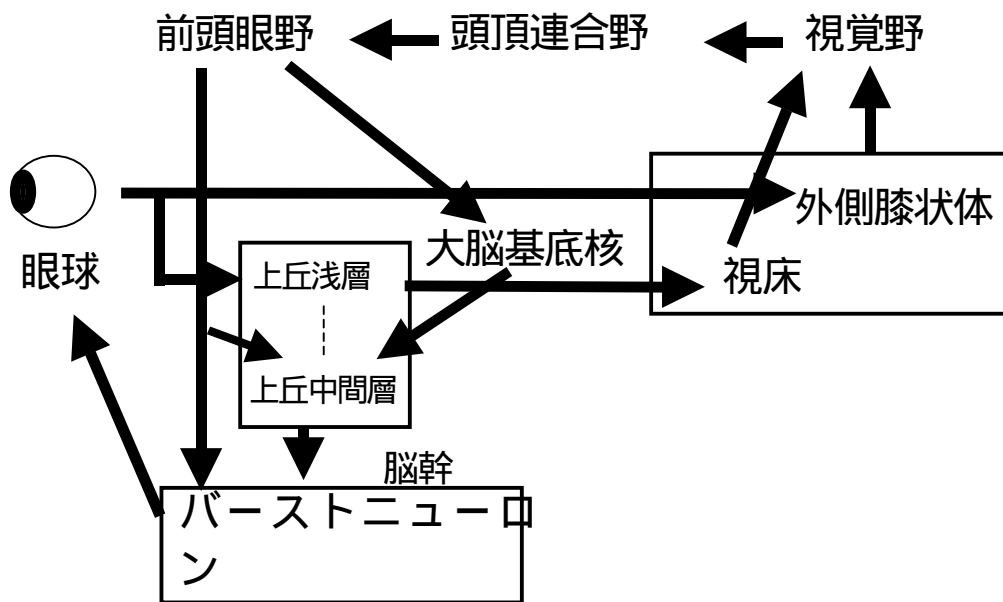 前頭眼野
頭頂連合野
視覚野
外側膝状体
眼球
大脳基底核
上丘浅層
視床
上丘中間層
脳幹
バーストニューロ
ン